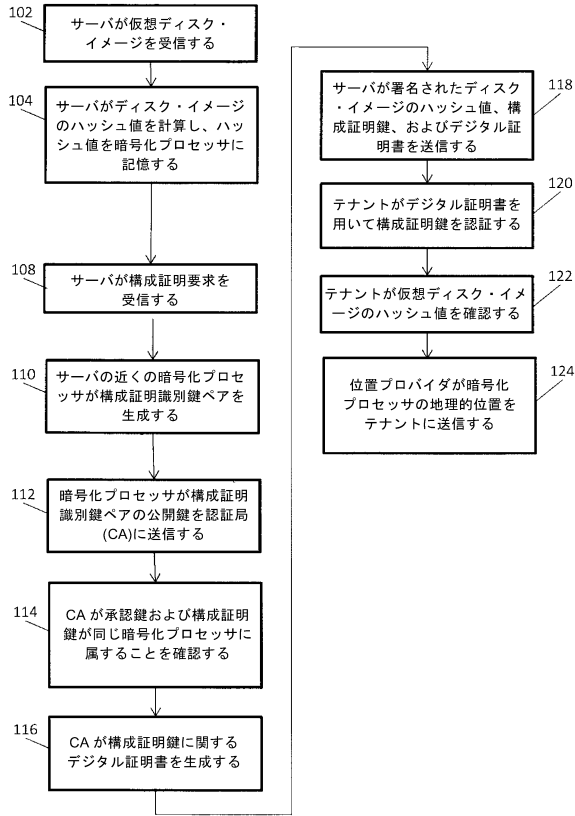 102
サーバが仮想ディスク・
イメージを受信する
104
サーバがディスク・イメージ
のハッシュ値を計算し、ハッ
シュ値を暗号化プロセッサに
記憶する
108
サーバが構成証明要求を
受信する
110
サーバの近くの暗号化プロセ
ッサが構成証明識別鍵ペアを
生成する
112
暗号化プロセッサが構成証明
識別鍵ペアの公開鍵を認証局
(CA)に送信する
114
CA が承認鍵および構成証明
鍵が同じ暗号化プロセッサに
属することを確認する
116
CA が構成証明鍵に関する
デジタル証明書を生成する
118
サーバが署名されたディスク
・イメージのハッシュ値、構
成証明鍵、およびデジタル証
明書を送信する
120
テナントがデジタル証明書を
用いて構成証明鍵を認証する
122
テナントが仮想ディスク・イメ
ージのハッシュ値を確認する
124
位置プロバイダが暗号化
プロセッサの地理的位置を
テナントに送信する